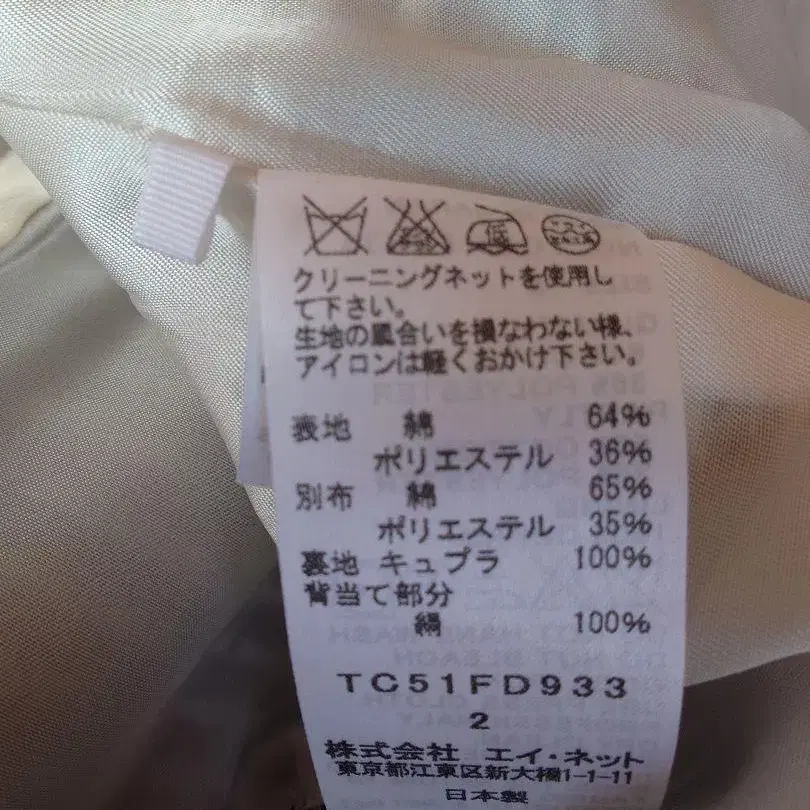 低
クリーニングネットを使用し
て下さい。
生地の風合いを損なわない様、
アイロンは軽くおかけ下さい。
表地 綿 64%
ポリエステル 36%
別布 綿 65%
ポリエステル 35%
裏地 キュプラ 100%
背当て部分
絹 100%
TC51FD933
2
株式会社 エイ・ネット
東京都江東区新大橋1-1-11
日本製